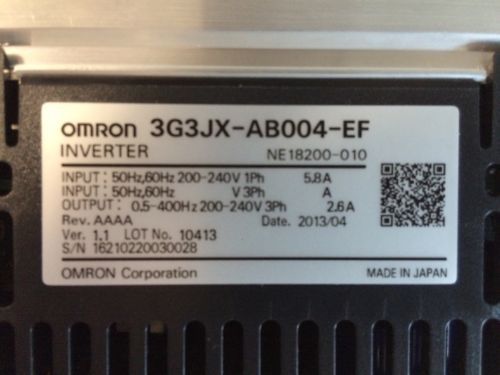 OMRON 3G3JX-AB004-EF
INVERTER NE18200-010
INPUT: 50Hz,60Hz 200-240V 1Ph 5.8A
INPUT: 50Hz,60Hz V 3Ph A
OUTPUT: 0.5-400Hz 200-240V 3Ph 2.6A
Rev. AAAA Date. 2013/04
Ver. 1.1 LOT No. 10413
S/N 16210220030028
OMRON Corporation MADE IN JAPAN